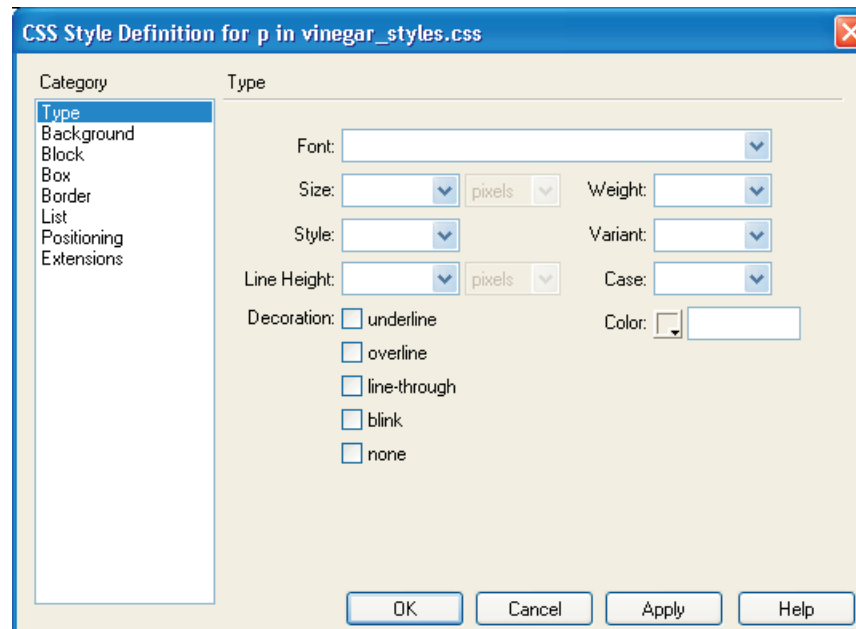 CSS Style Definition for p in vinegar_styles.css
Category
Type
Type
Background
Block
Box
Border
List
Positioning
Extensions
Font:
Size: pixels Weight:
Style: Variant:
Line Height: pixels Case:
Decoration: underline Color:
overline
line-through
blink
none
OK Cancel Apply Help